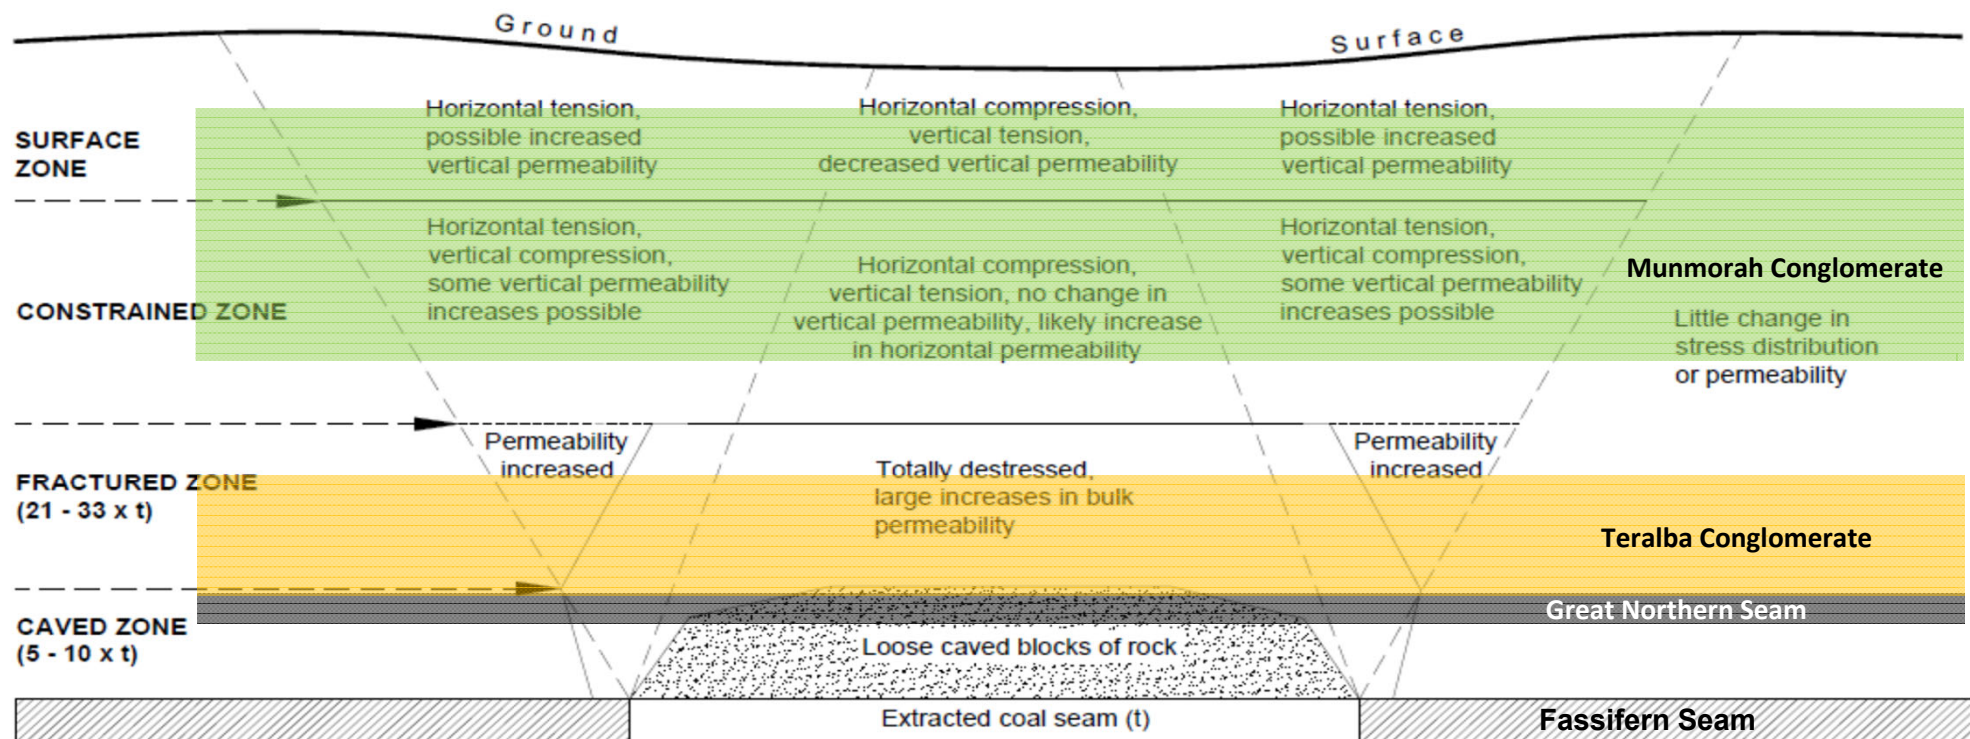 Ground Surface
Horizontal tension,
possible increased
vertical permeability
Horizontal compression,
vertical tension,
decreased vertical permeability
Horizontal tension,
possible increased
vertical permeability
SURFACE
ZONE
Horizontal tension,
vertical compression,
some vertical permeability
increases possible
Horizontal compression,
vertical tension, no change in
vertical permeability, likely increase
in horizontal permeability
Horizontal tension,
vertical compression,
some vertical permeability
increases possible
Munmorah Conglomerate
Little change in
stress distribution
or permeability
CONSTRAINED ZONE
Permeability
increased
Totally destressed,
large increases in bulk
permeability
Permeability
increased
FRACTURED ZONE
(21 - 33 x t)
Teralba Conglomerate
Great Northern Seam
CAVED ZONE
(5 - 10 x t)
Loose caved blocks of rock
Extracted coal seam (t)
Fassifern Seam